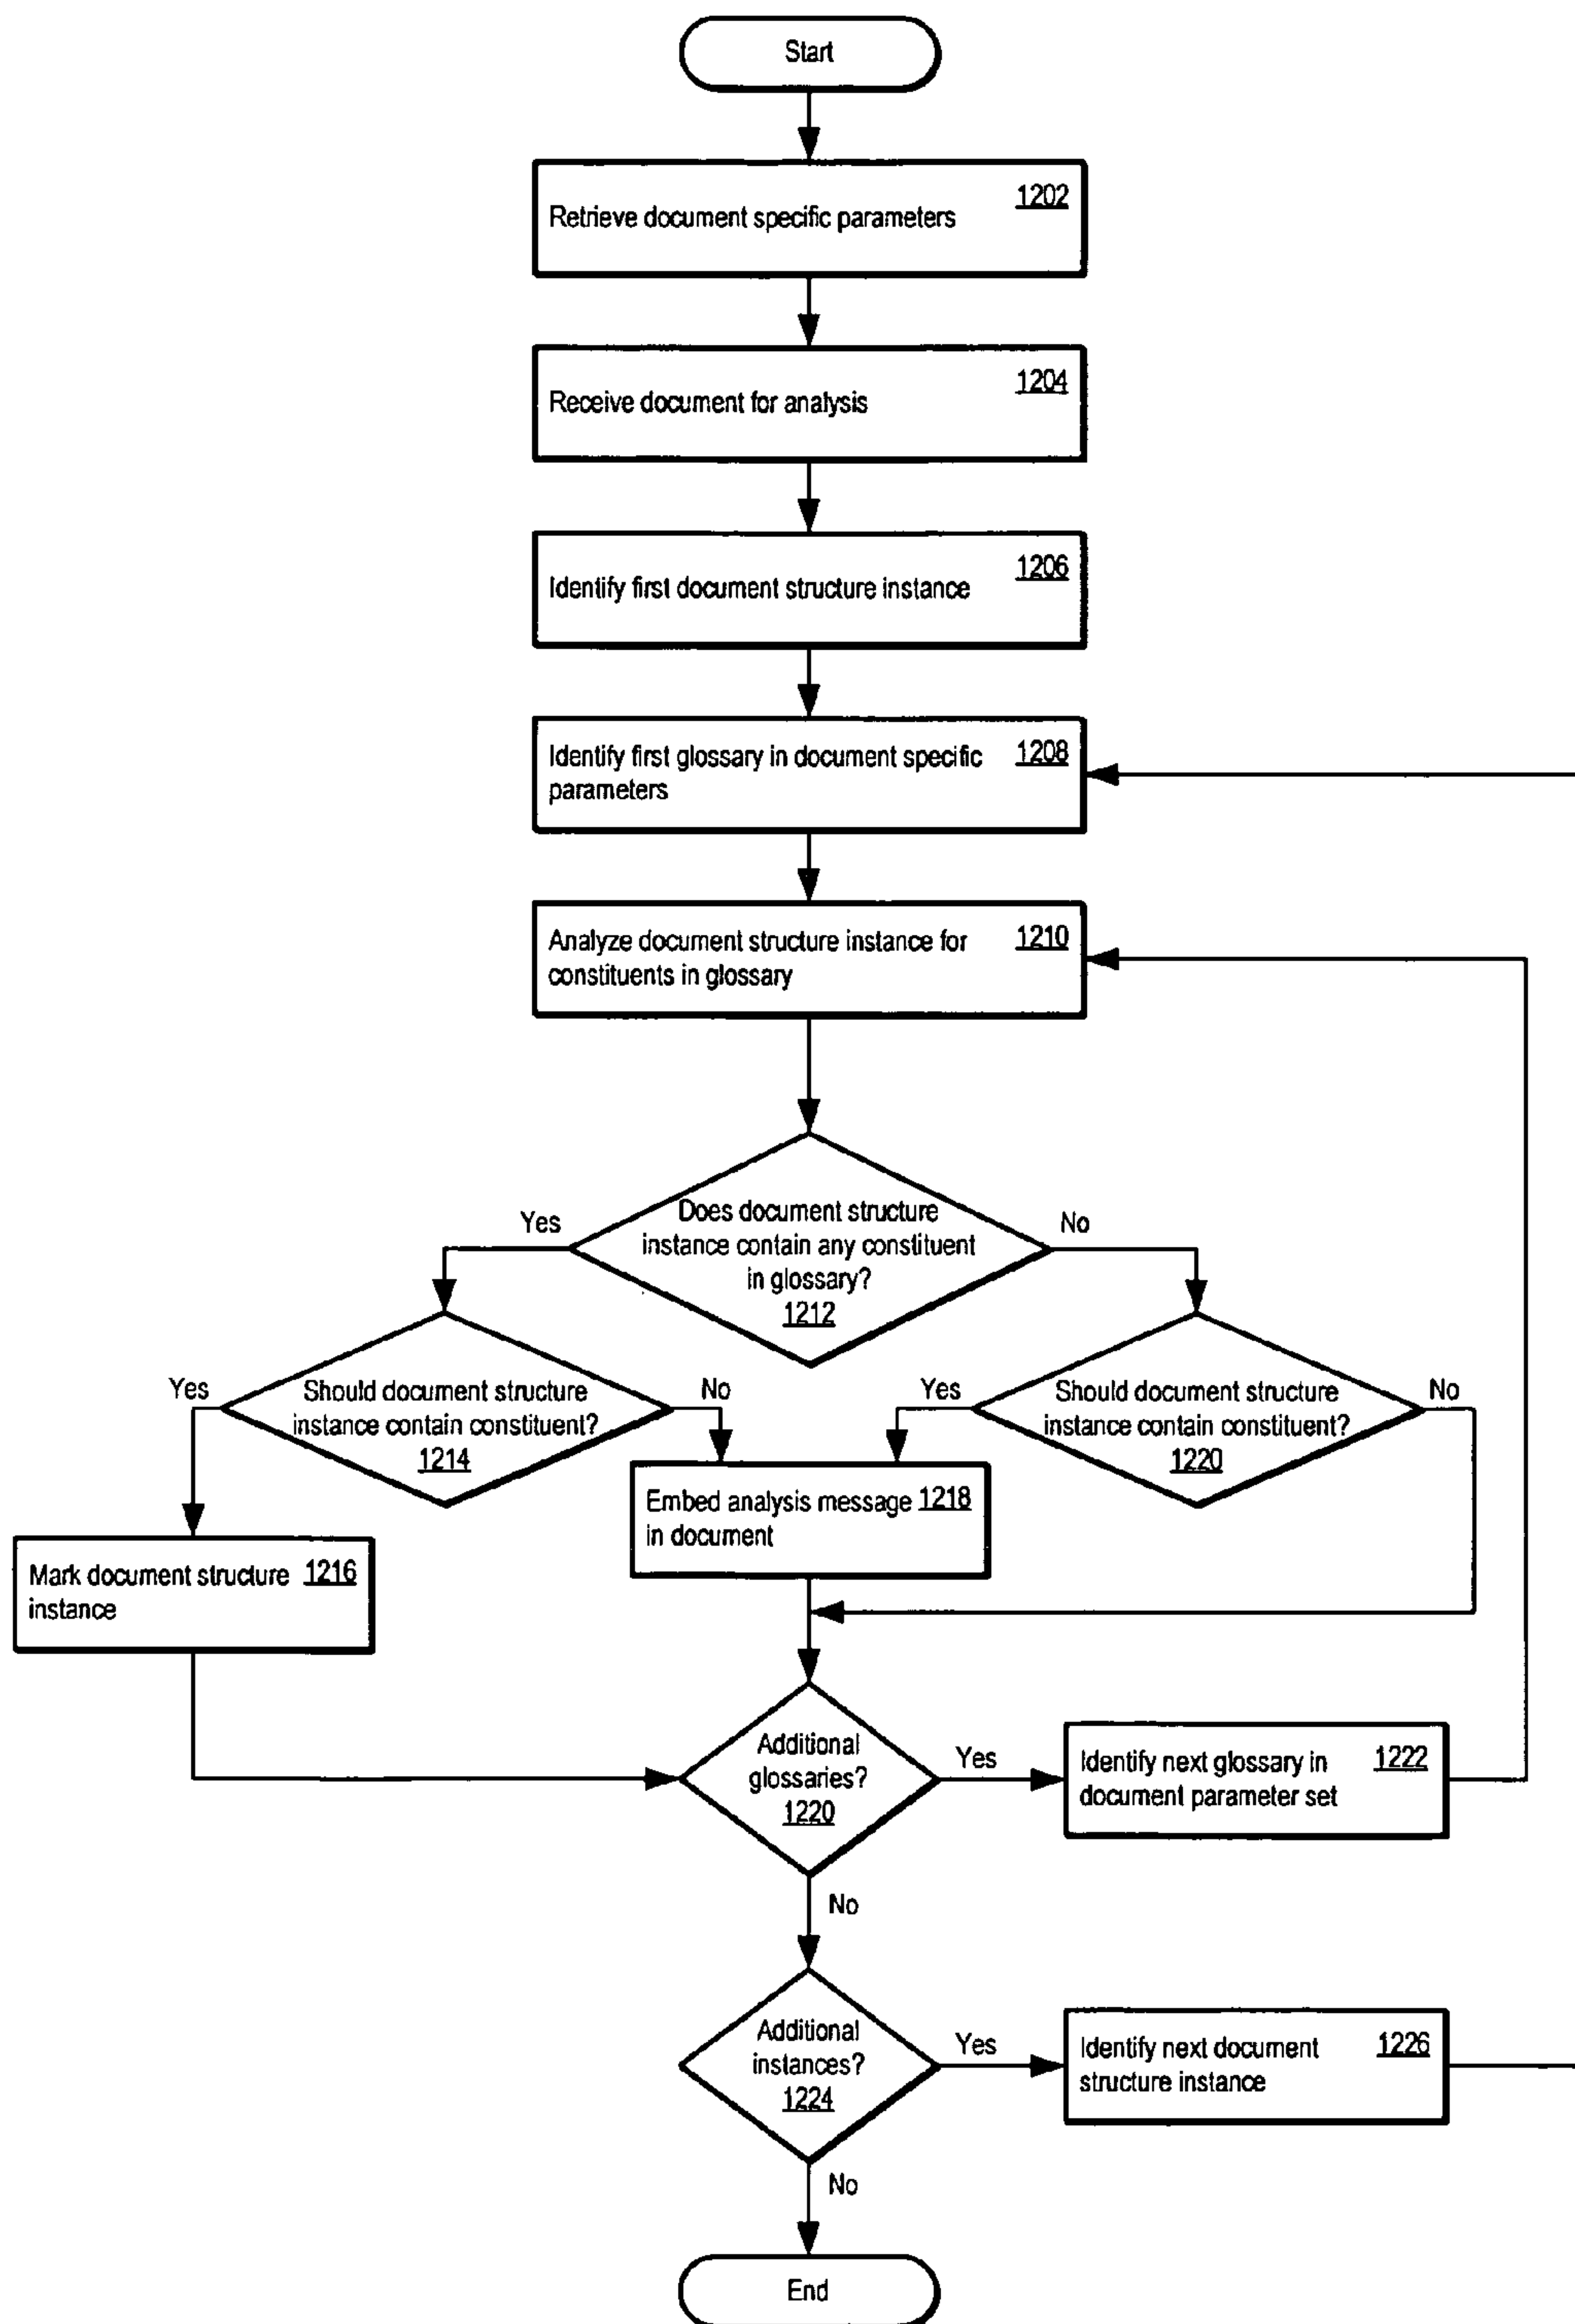 Start
1202
Retrieve document specific parameters
1204
Receive document for analysis
1206
Identify first document structure instance
Identify first glossary in document specific 1208
parameters
Analyze document structure instance for 1210
constituents in glossary
Does document structure
Yes
No
instance contain any constituent
in glossary?
1212
Yes
Should document structure
No
instance contain constituent?
1214
Yes
Should document structure
No
instance contain constituent?
1220
Embed analysis message 1218
in document
Mark document structure 1216
instance
Additional
glossaries?
1220
Yes
Identify next glossary in 1222
document parameter set
No
Additional
instances?
1224
Yes
Identify next document 1226
structure instance
No
End